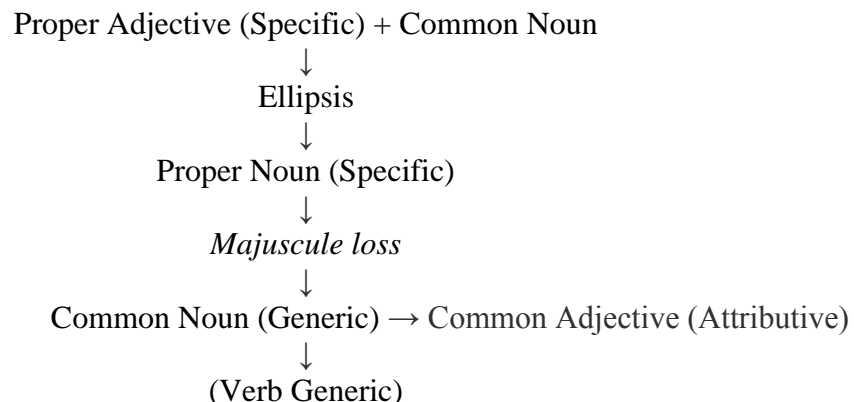 Proper Adjective (Specific) + Common Noun
↓
Ellipsis
↓
Proper Noun (Specific)
↓
Majuscule loss
↓
Common Noun (Generic) → Common Adjective (Attributive)
↓
(Verb Generic)